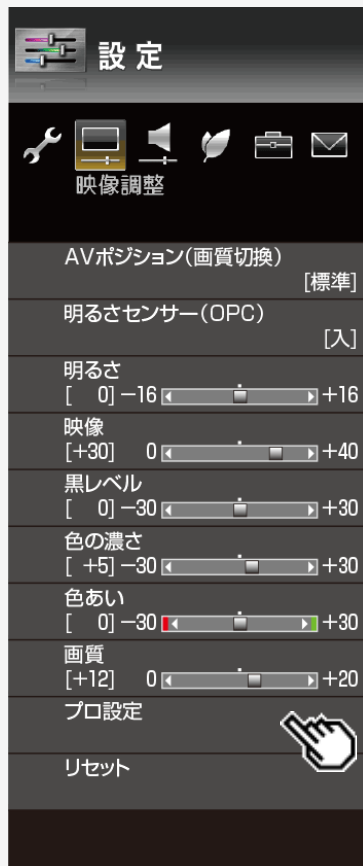 設定
映像調整
AVポジション(画質切換)
[標準]
明るさセンサー(OPC)
[入]
明るさ
[ 0] −16 +16
映像
[+30] 0 +40
黒レベル
[ 0] −30 +30
色の濃さ
[ +5] −30 +30
色あい
[ 0] −30 +30
画質
[+12] 0 +20
プロ設定
リセット